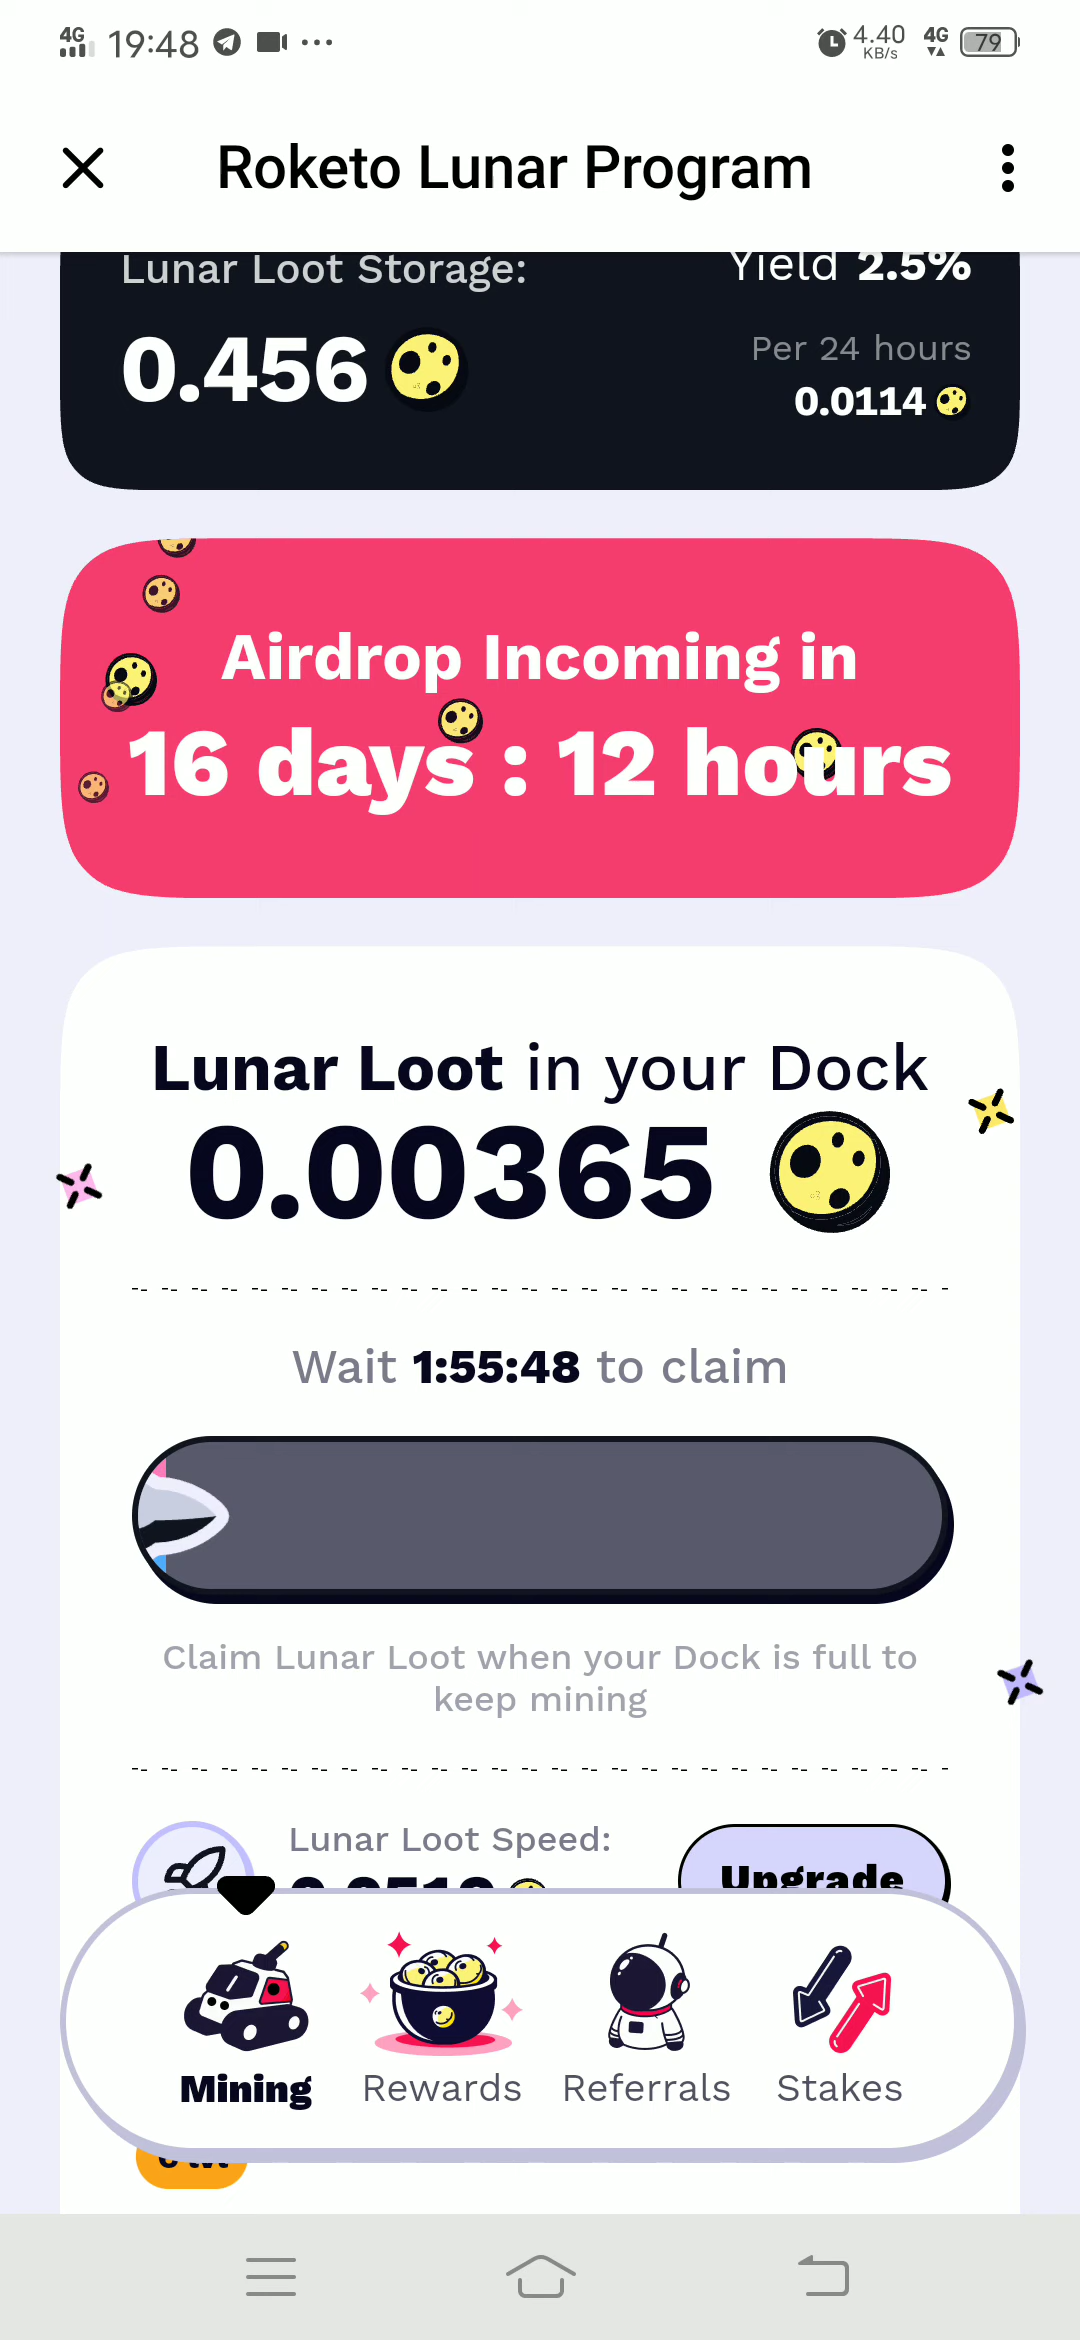 4G 19:48 ... 4.40 KB/s 4G 79
Roketo Lunar Program
Lunar Loot Storage:
Yield 2.5%
0.456
Per 24 hours
0.0114
Airdrop Incoming in
16 days : 12 hours
Lunar Loot in your Dock
0.00365
Wait 1:55:48 to claim
Claim Lunar Loot when your Dock is full to
keep mining
Lunar Loot Speed:
Upgrade
Mining Rewards Referrals Stakes